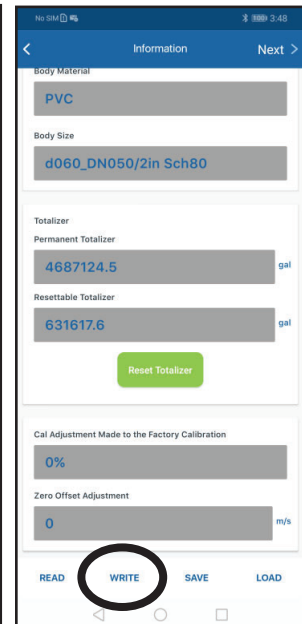 No SIM 100% 3:48
Information Next >
Body Material
PVC
Body Size
d060_DN050/2in Sch80
Totalizer
Permanent Totalizer
4687124.5 gal
Resettable Totalizer
631617.6 gal
Reset Totalizer
Cal Adjustment Made to the Factory Calibration
0%
Zero Offset Adjustment
0 m/s
READ WRITE SAVE LOAD